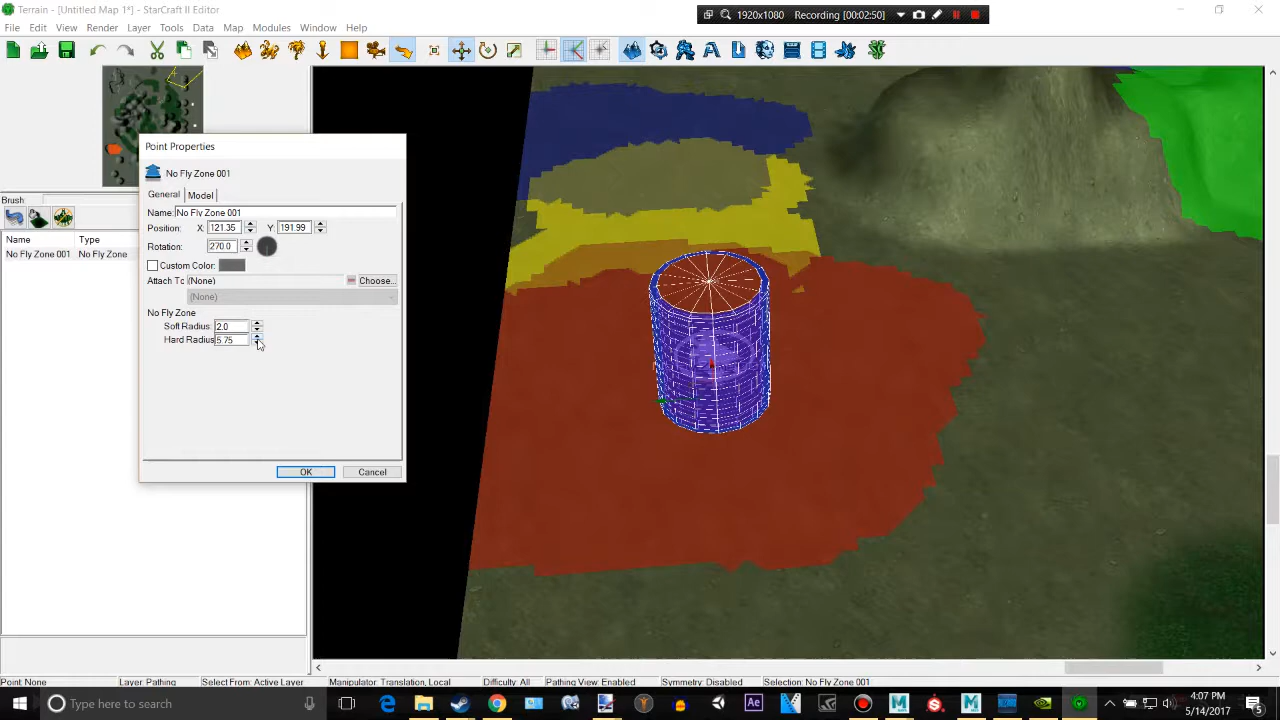 Terrain - [Untitled Map 1*] - StarCraft II Editor
1920x1080 Recording [00:02:50]
File Edit View Render Layer Tools Data Map Modules Window Help
Point Properties
No Fly Zone 001
General Model
Name: No Fly Zone 001
Position: X: 121.35 Y: 191.99
Rotation: 270.0
Custom Color:
Attach To: (None) Choose...
(None)
No Fly Zone
Soft Radius: 2.0
Hard Radius: 5.75
OK Cancel
Brush:
Name Type
No Fly Zone 001 No Fly Zone
Point: None Layer: Pathing Select From: Active Layer Manipulator: Translation, Local Difficulty: All Pathing View: Enabled Symmetry: Disabled Selection: No Fly Zone 001
Type here to search
Ae
4:07 PM
5/14/2017